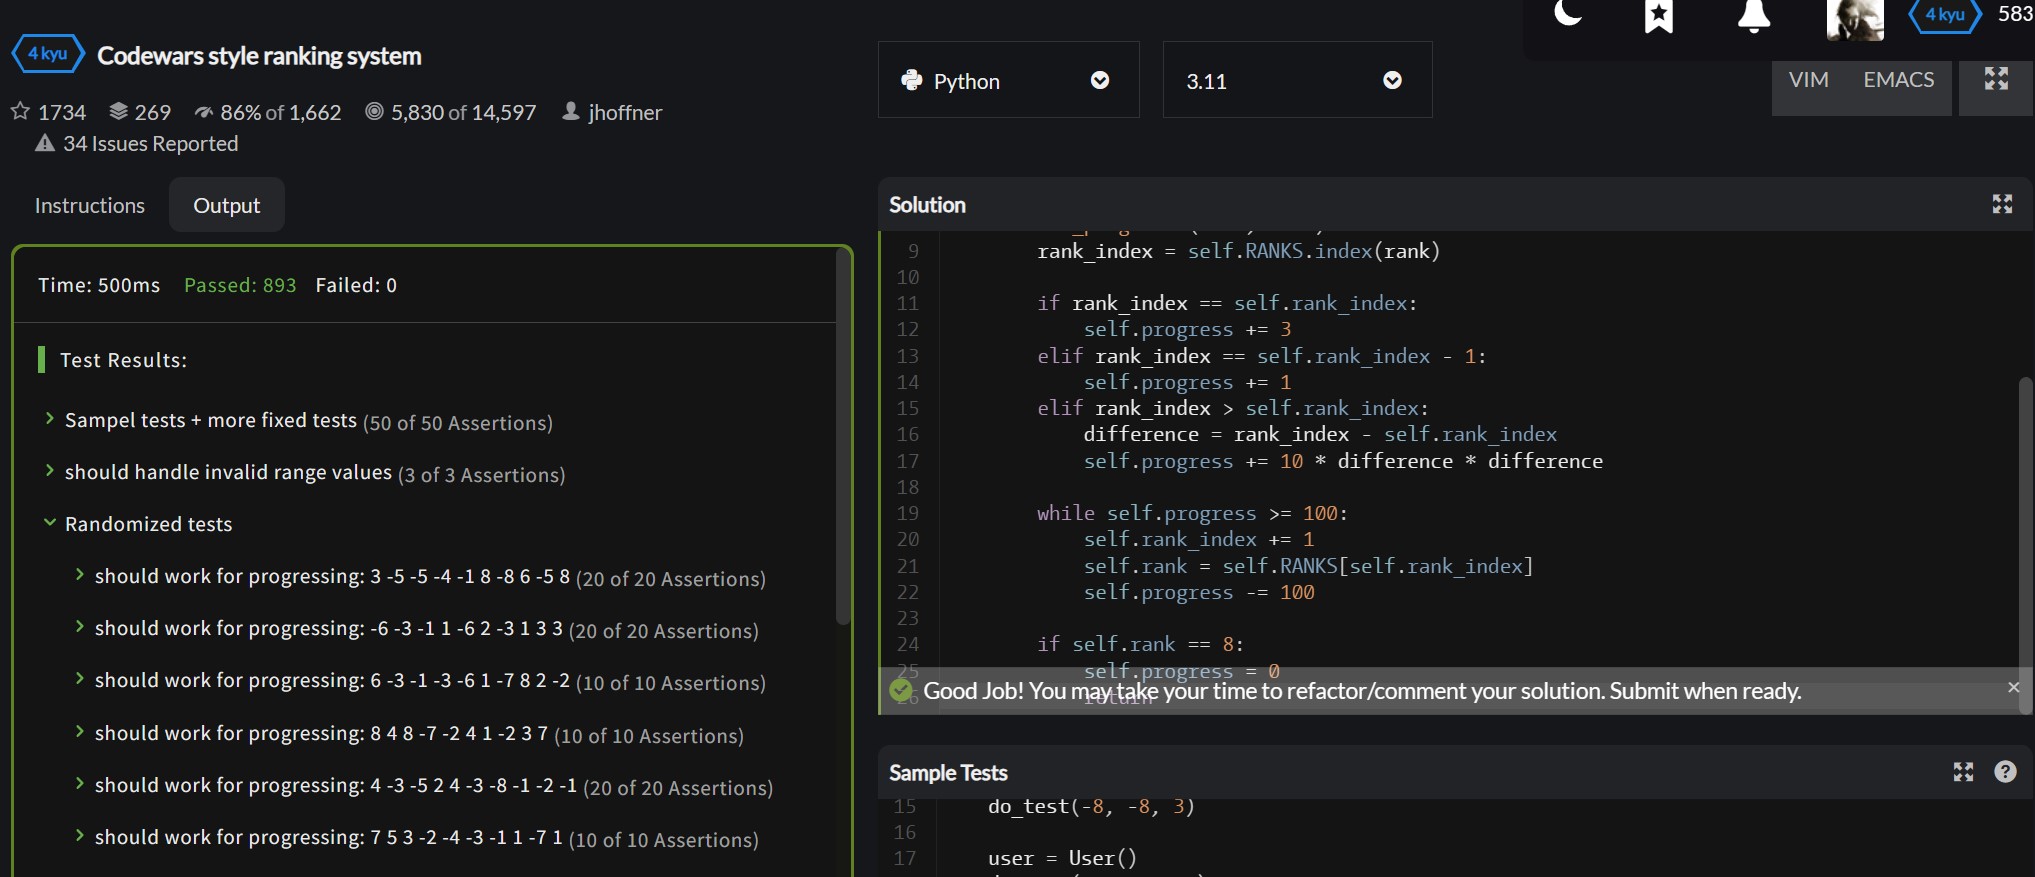 4 kyu Codewars style ranking system
1734 269 86% of 1,662 5,830 of 14,597 jhoffner
34 Issues Reported
Instructions Output
Time: 500ms Passed: 893 Failed: 0
Test Results:
Sampel tests + more fixed tests (50 of 50 Assertions)
should handle invalid range values (3 of 3 Assertions)
Randomized tests
should work for progressing: 3 -5 -5 -4 -1 8 -8 6 -5 8 (20 of 20 Assertions)
should work for progressing: -6 -3 -1 1 -6 2 -3 1 3 3 (20 of 20 Assertions)
should work for progressing: 6 -3 -1 -3 -6 1 -7 8 2 -2 (10 of 10 Assertions)
should work for progressing: 8 4 8 -7 -2 4 1 -2 3 7 (10 of 10 Assertions)
should work for progressing: 4 -3 -5 2 4 -3 -8 -1 -2 -1 (20 of 20 Assertions)
should work for progressing: 7 5 3 -2 -4 -3 -1 1 -7 1 (10 of 10 Assertions)
4 kyu 583
Python 3.11 VIM EMACS
Solution
9 rank_index = self.RANKS.index(rank)
10
11 if rank_index == self.rank_index:
12 self.progress += 3
13 elif rank_index == self.rank_index - 1:
14 self.progress += 1
15 elif rank_index > self.rank_index:
16 difference = rank_index - self.rank_index
17 self.progress += 10 * difference * difference
18
19 while self.progress >= 100:
20 self.rank_index += 1
21 self.rank = self.RANKS[self.rank_index]
22 self.progress -= 100
23
24 if self.rank == 8:
25 self.progress = 0
26 return
Good Job! You may take your time to refactor/comment your solution. Submit when ready.
Sample Tests
15 do_test(-8, -8, 3)
16
17 user = User()